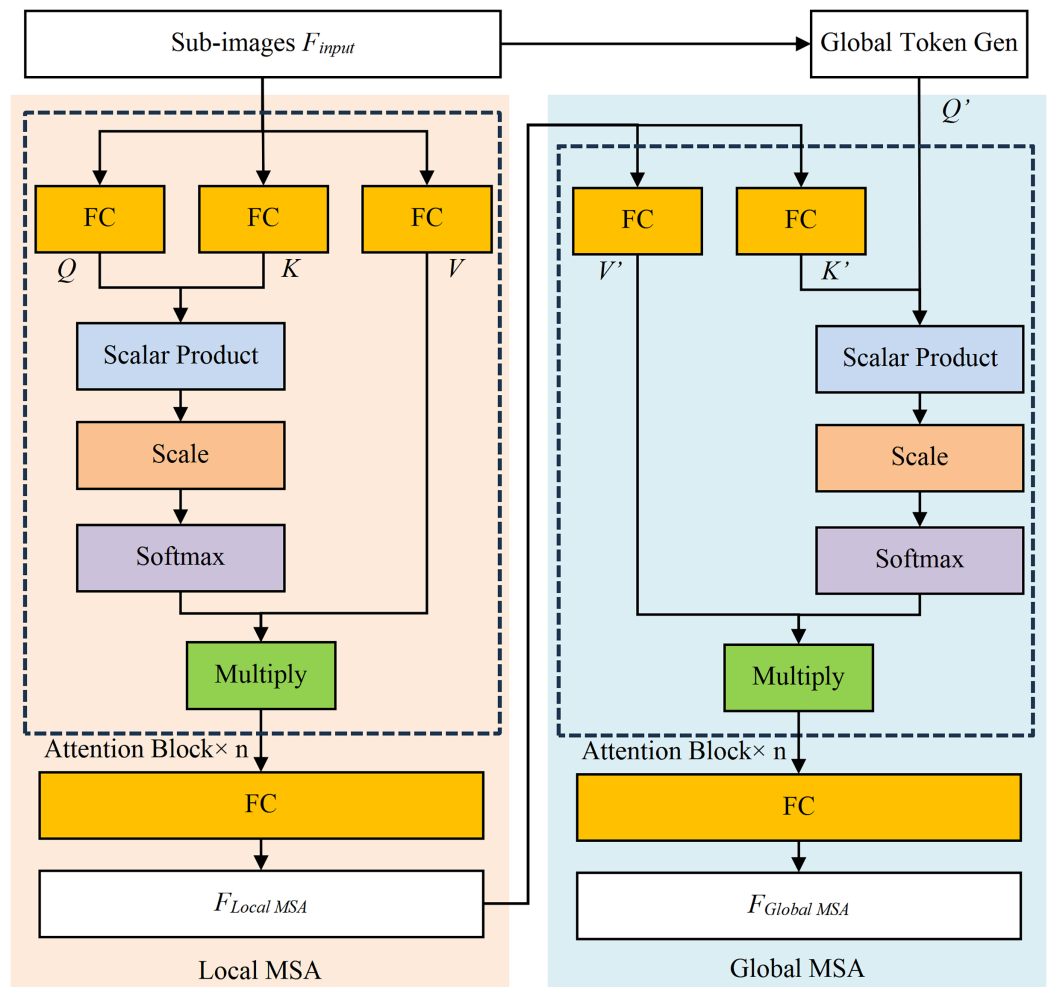 Sub-images F_input
Global Token Gen
Q’
FC
FC
FC
FC
FC
Q
K
V
V’
K’
Scalar Product
Scalar Product
Scale
Scale
Softmax
Softmax
Multiply
Multiply
Attention Block× n
Attention Block× n
FC
FC
F_Local MSA
F_Global MSA
Local MSA
Global MSA